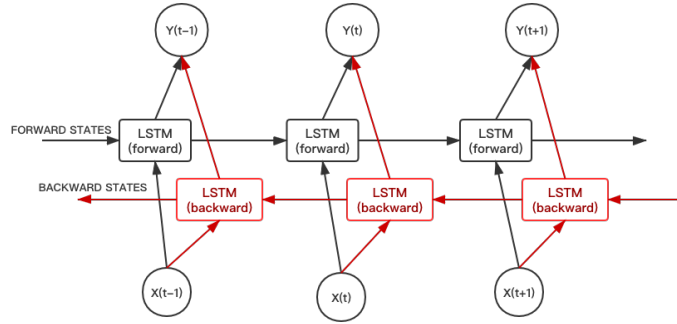 Y(t−1)
Y(t)
Y(t+1)
FORWARD STATES
LSTM
(forward)
LSTM
(forward)
LSTM
(forward)
BACKWARD STATES
LSTM
(backward)
LSTM
(backward)
LSTM
(backward)
X(t−1)
X(t)
X(t+1)